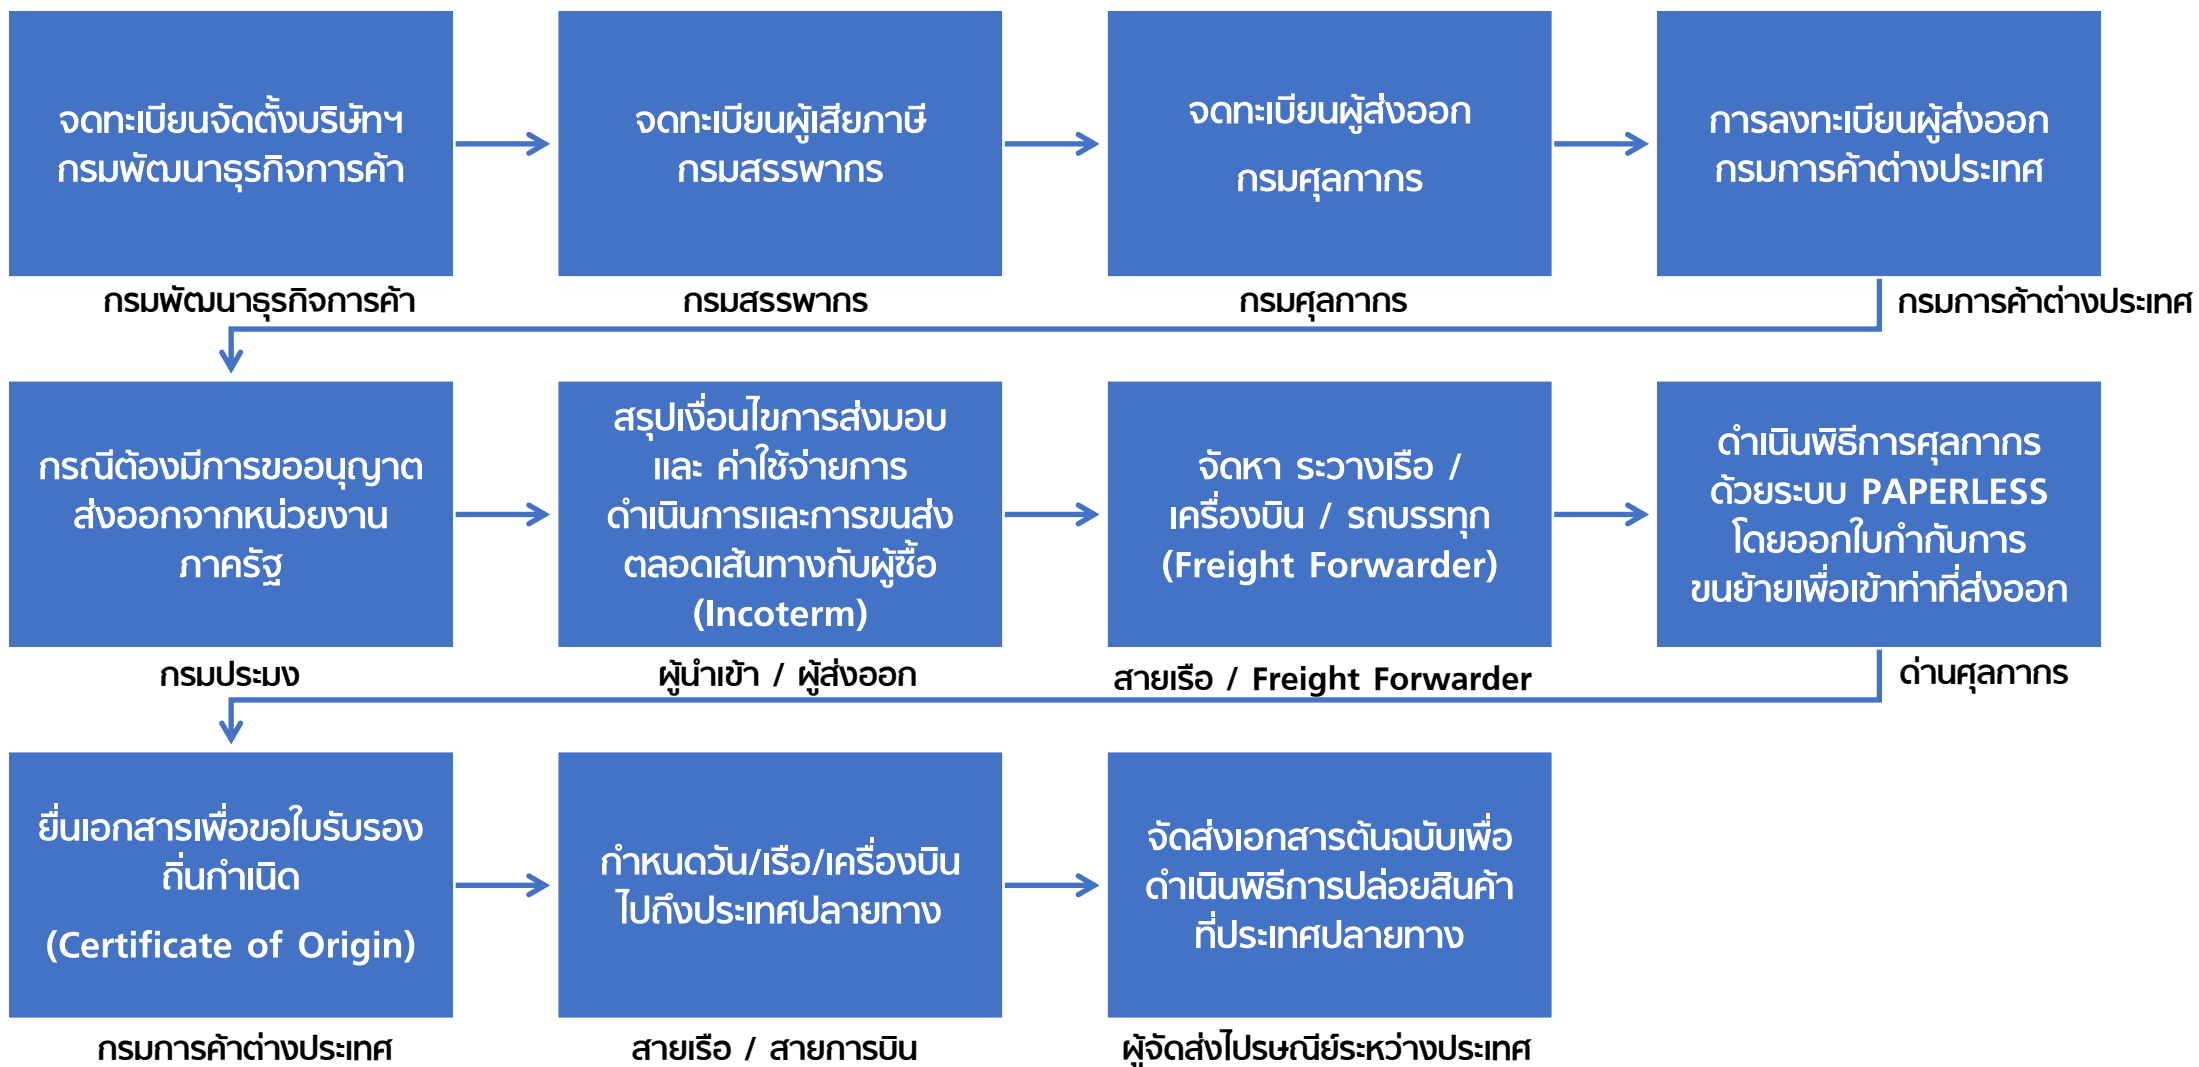 จดทะเบียนจัดตั้งบริษัทฯ
กรมพัฒนาธุรกิจการค้า
กรมพัฒนาธุรกิจการค้า
จดทะเบียนผู้เสียภาษี
กรมสรรพากร
กรมสรรพากร
จดทะเบียนผู้ส่งออก
กรมศุลกากร
กรมศุลกากร
การลงทะเบียนผู้ส่งออก
กรมการค้าต่างประเทศ
กรมการค้าต่างประเทศ
กรณีต้องมีการขออนุญาต
ส่งออกจากหน่วยงาน
ภาครัฐ
กรมประมง
สรุปเงื่อนไขการส่งมอบ
และ ค่าใช้จ่ายการ
ดำเนินการและการขนส่ง
ตลอดเส้นทางกับผู้ซื้อ
(Incoterm)
ผู้นำเข้า / ผู้ส่งออก
จัดหา ระวางเรือ /
เครื่องบิน / รถบรรทุก
(Freight Forwarder)
สายเรือ / Freight Forwarder
ดำเนินพิธีการศุลกากร
ด้วยระบบ PAPERLESS
โดยออกใบกำกับการ
ขนย้ายเพื่อเข้าท่าที่ส่งออก
ด่านศุลกากร
ยื่นเอกสารเพื่อขอใบรับรอง
ถิ่นกำเนิด
(Certificate of Origin)
กรมการค้าต่างประเทศ
กำหนดวัน/เรือ/เครื่องบิน
ไปถึงประเทศปลายทาง
สายเรือ / สายการบิน
จัดส่งเอกสารต้นฉบับเพื่อ
ดำเนินพิธีการปล่อยสินค้า
ที่ประเทศปลายทาง
ผู้จัดส่งไปรษณีย์ระหว่างประเทศ